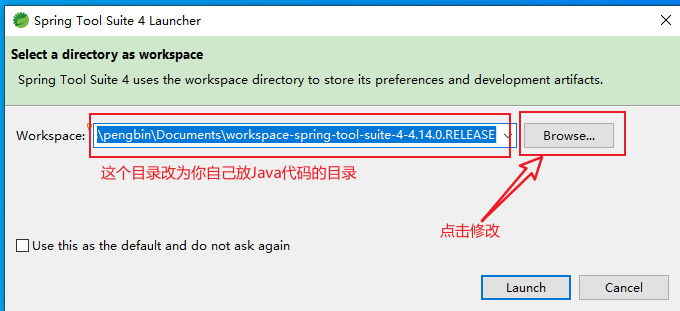 Spring Tool Suite 4 Launcher
Select a directory as workspace
Spring Tool Suite 4 uses the workspace directory to store its preferences and development artifacts.
Workspace: \pengbin\Documents\workspace-spring-tool-suite-4-4.14.0.RELEASE Browse...
这个目录改为你自己放Java代码的目录
点击修改
Use this as the default and do not ask again
Launch Cancel